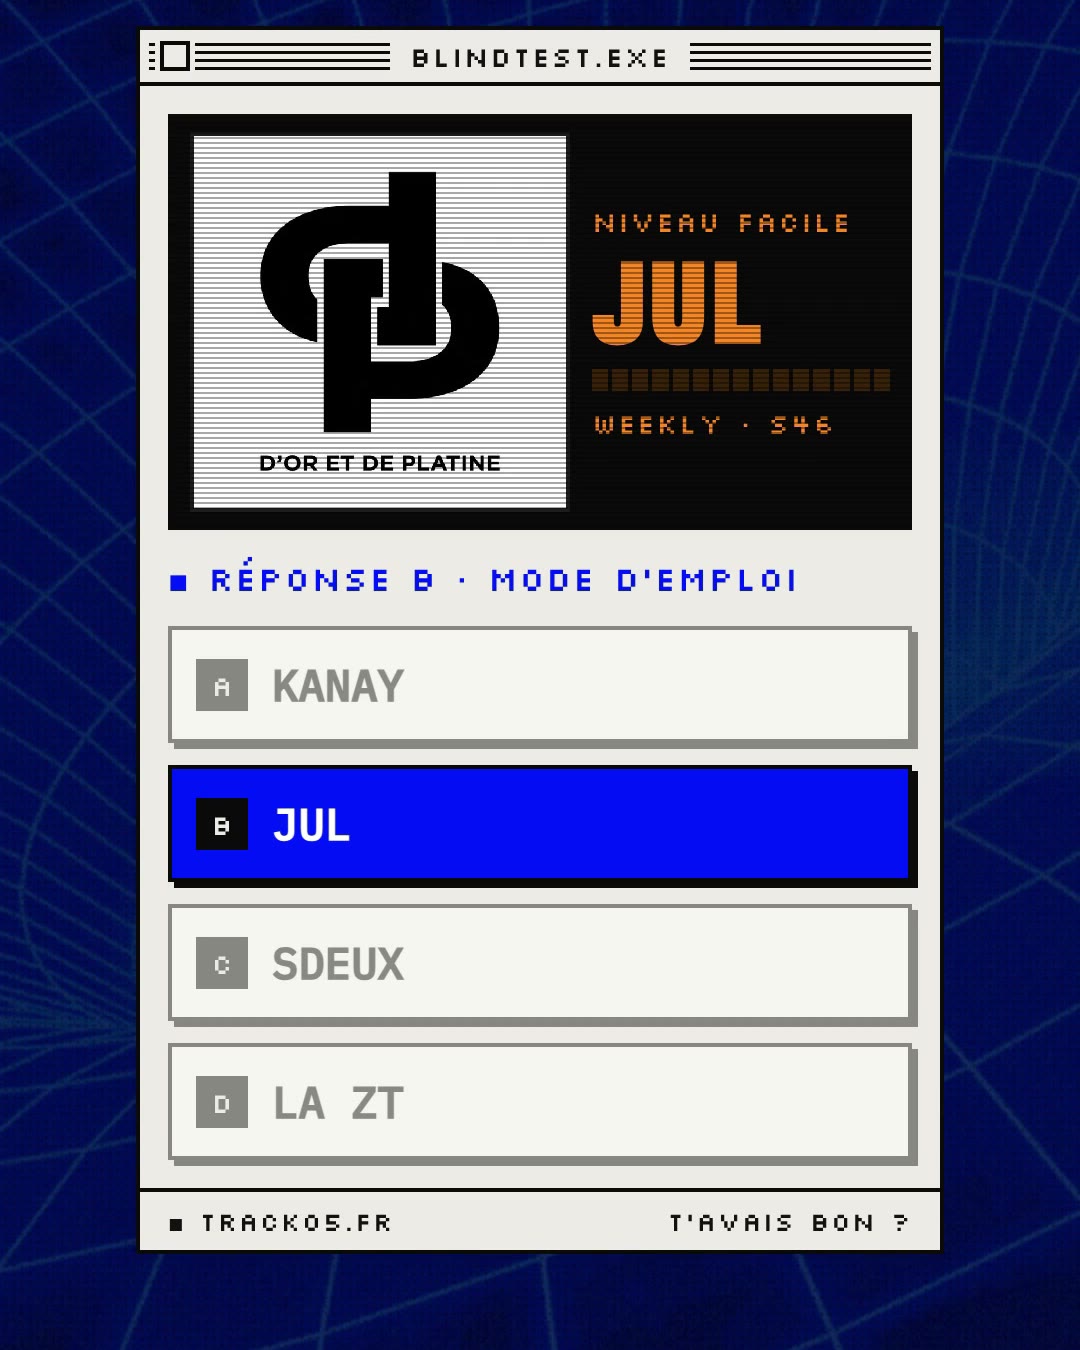 BLINDTEST.EXE
D'OR ET DE PLATINE
NIVEAU FACILE
JUL
WEEKLY · S46
■ RÉPONSE B · MODE D'EMPLOI
A KANAY
B JUL
C SDEUX
D LA ZT
■ TRACK05.FR
T'AVAIS BON ?